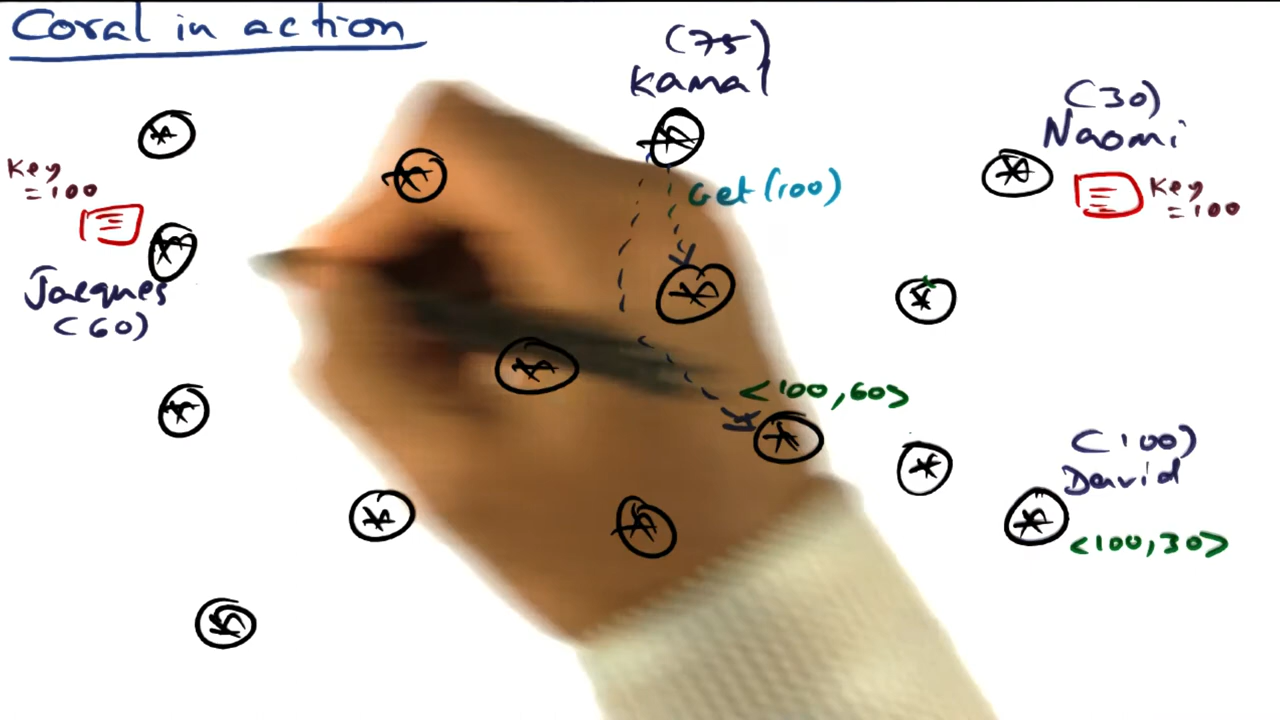 Coral in action
(75)
Kamal
(30)
Naomi
Key
=100
Key
=100
Get(100)
Jacques
(60)
<100,60>
(100)
David
<100,30>